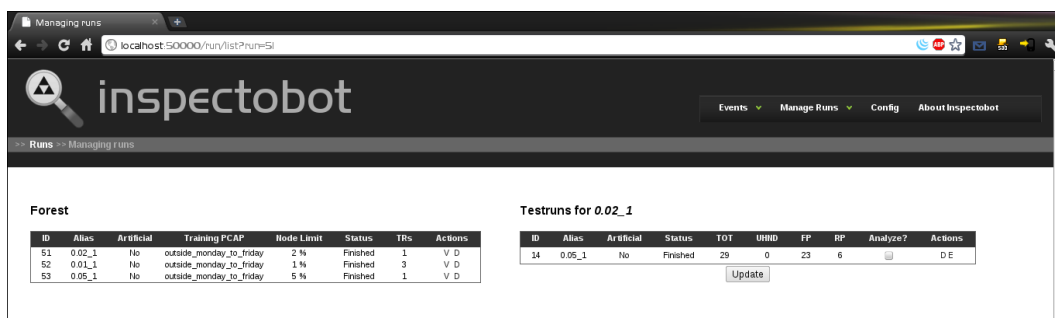 Managing runs
localhost:50000/run/list?run=51
ABP
500
inspectobot
Events Manage Runs Config About Inspectobot
>> Runs >> Managing runs
Forest
ID Alias Artificial Training PCAP Node Limit Status TRs Actions
51 0.02_1 No outside_monday_to_friday 2 % Finished 1 V D
52 0.01_1 No outside_monday_to_friday 1 % Finished 3 V D
53 0.05_1 No outside_monday_to_friday 5 % Finished 1 V D
Testruns for 0.02_1
ID Alias Artificial Status TOT UHND FP RP Analyze? Actions
14 0.05_1 No Finished 29 0 23 6 D E
Update